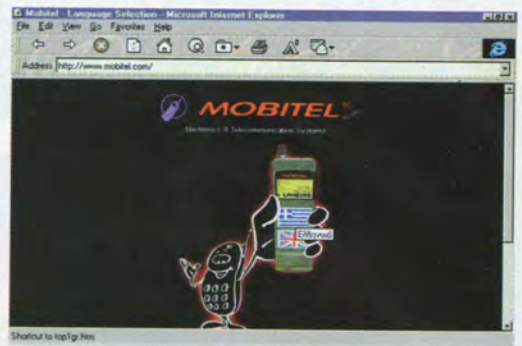 Mobitel - Language Selection - Microsoft Internet Explorer
File Edit View Go Favorites Help
Address http://www.mobitel.com/
MOBITEL
Electronics & Telecommunication Systems
Ελληνικά
Shortcut to top1gr.htm